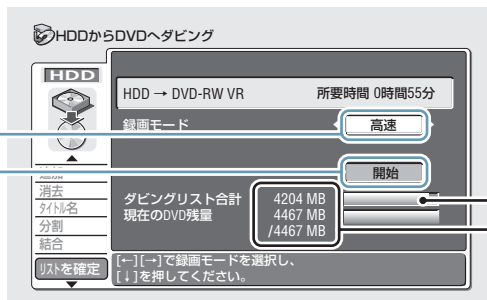 HDDからDVDへダビング
HDD
HDD → DVD-RW VR 所要時間 0時間55分
録画モード 高速
開始
消去
タイトル名
分割
結合
リストを確定
ダビングリスト合計 4204 MB
現在のDVD残量 4467 MB
/4467 MB
[←][→]で録画モードを選択し、
[↓]を押してください。